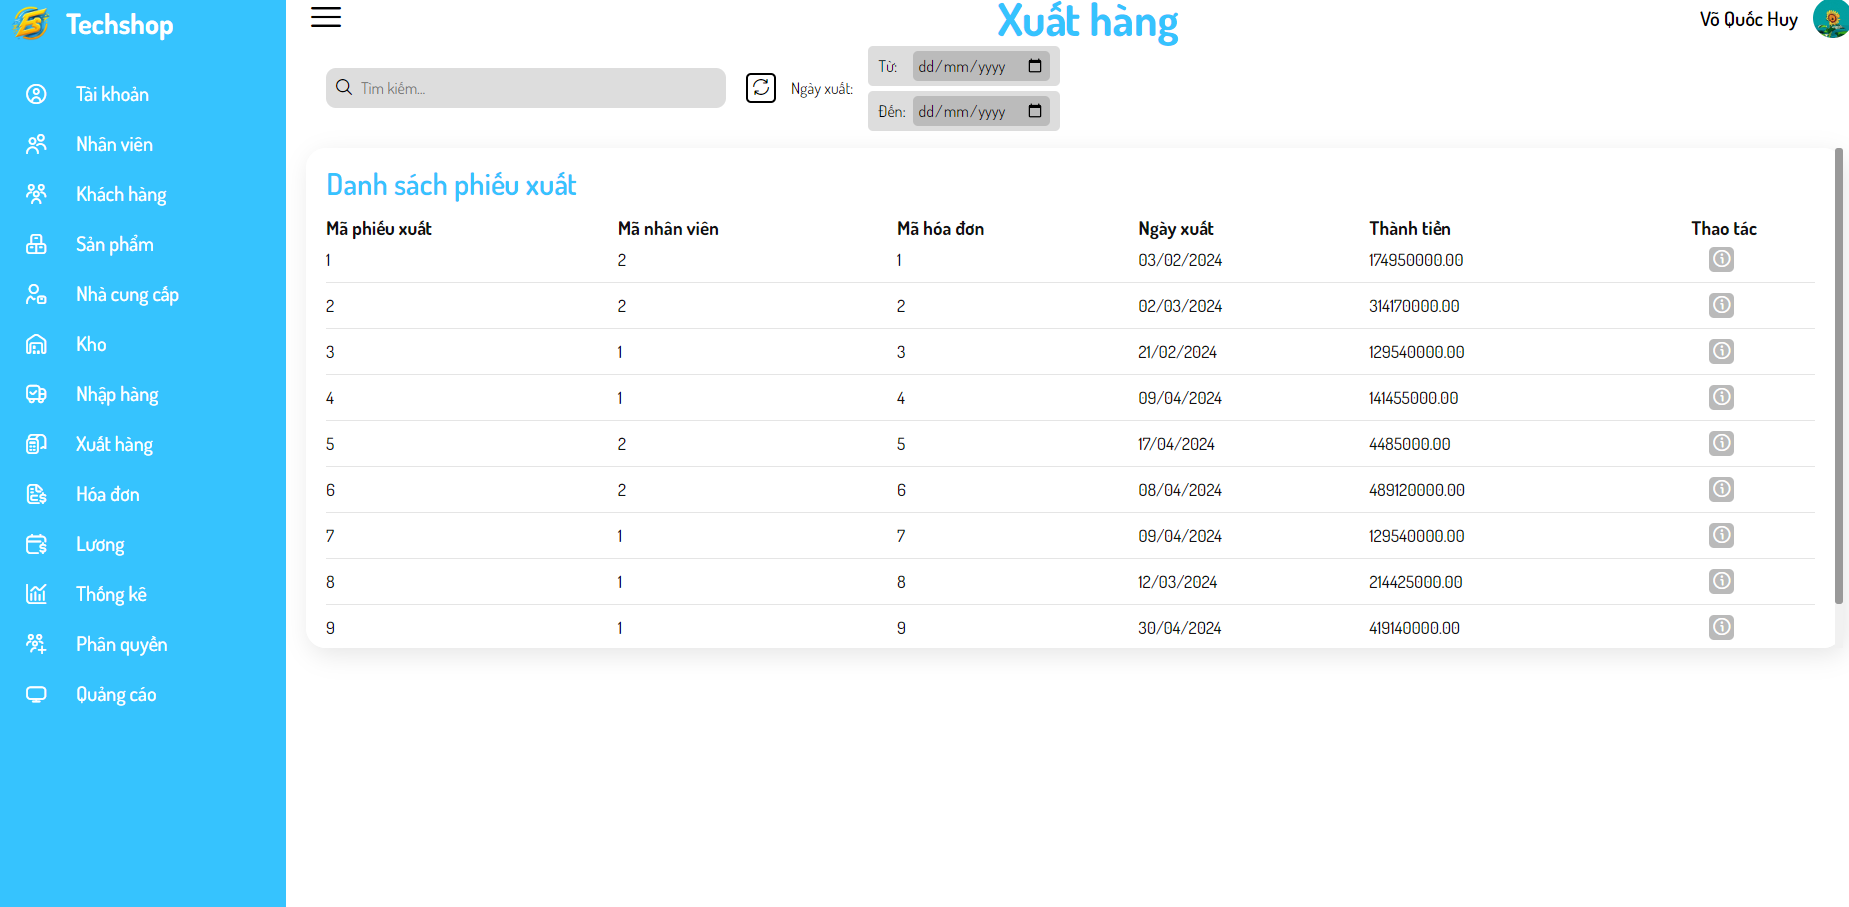 Techshop
Tài khoản
Nhân viên
Khách hàng
Sản phẩm
Nhà cung cấp
Kho
Nhập hàng
Xuất hàng
Hóa đơn
Lương
Thống kê
Phân quyền
Quảng cáo
Xuất hàng
Võ Quốc Huy
Tìm kiếm...
Ngày xuất:
Từ: dd/mm/yyyy
Đến: dd/mm/yyyy
Danh sách phiếu xuất
Mã phiếu xuất Mã nhân viên Mã hóa đơn Ngày xuất Thành tiền Thao tác
1 2 1 03/02/2024 174950000.00
2 2 2 02/03/2024 314170000.00
3 1 3 21/02/2024 129540000.00
4 1 4 09/04/2024 141455000.00
5 2 5 17/04/2024 4485000.00
6 2 6 08/04/2024 489120000.00
7 1 7 09/04/2024 129540000.00
8 1 8 12/03/2024 214425000.00
9 1 9 30/04/2024 419140000.00